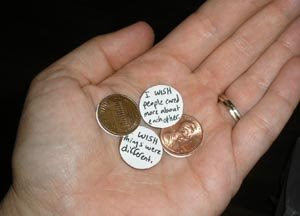 I WISH
people cared
more about
each other.
I WISH
things were
different.